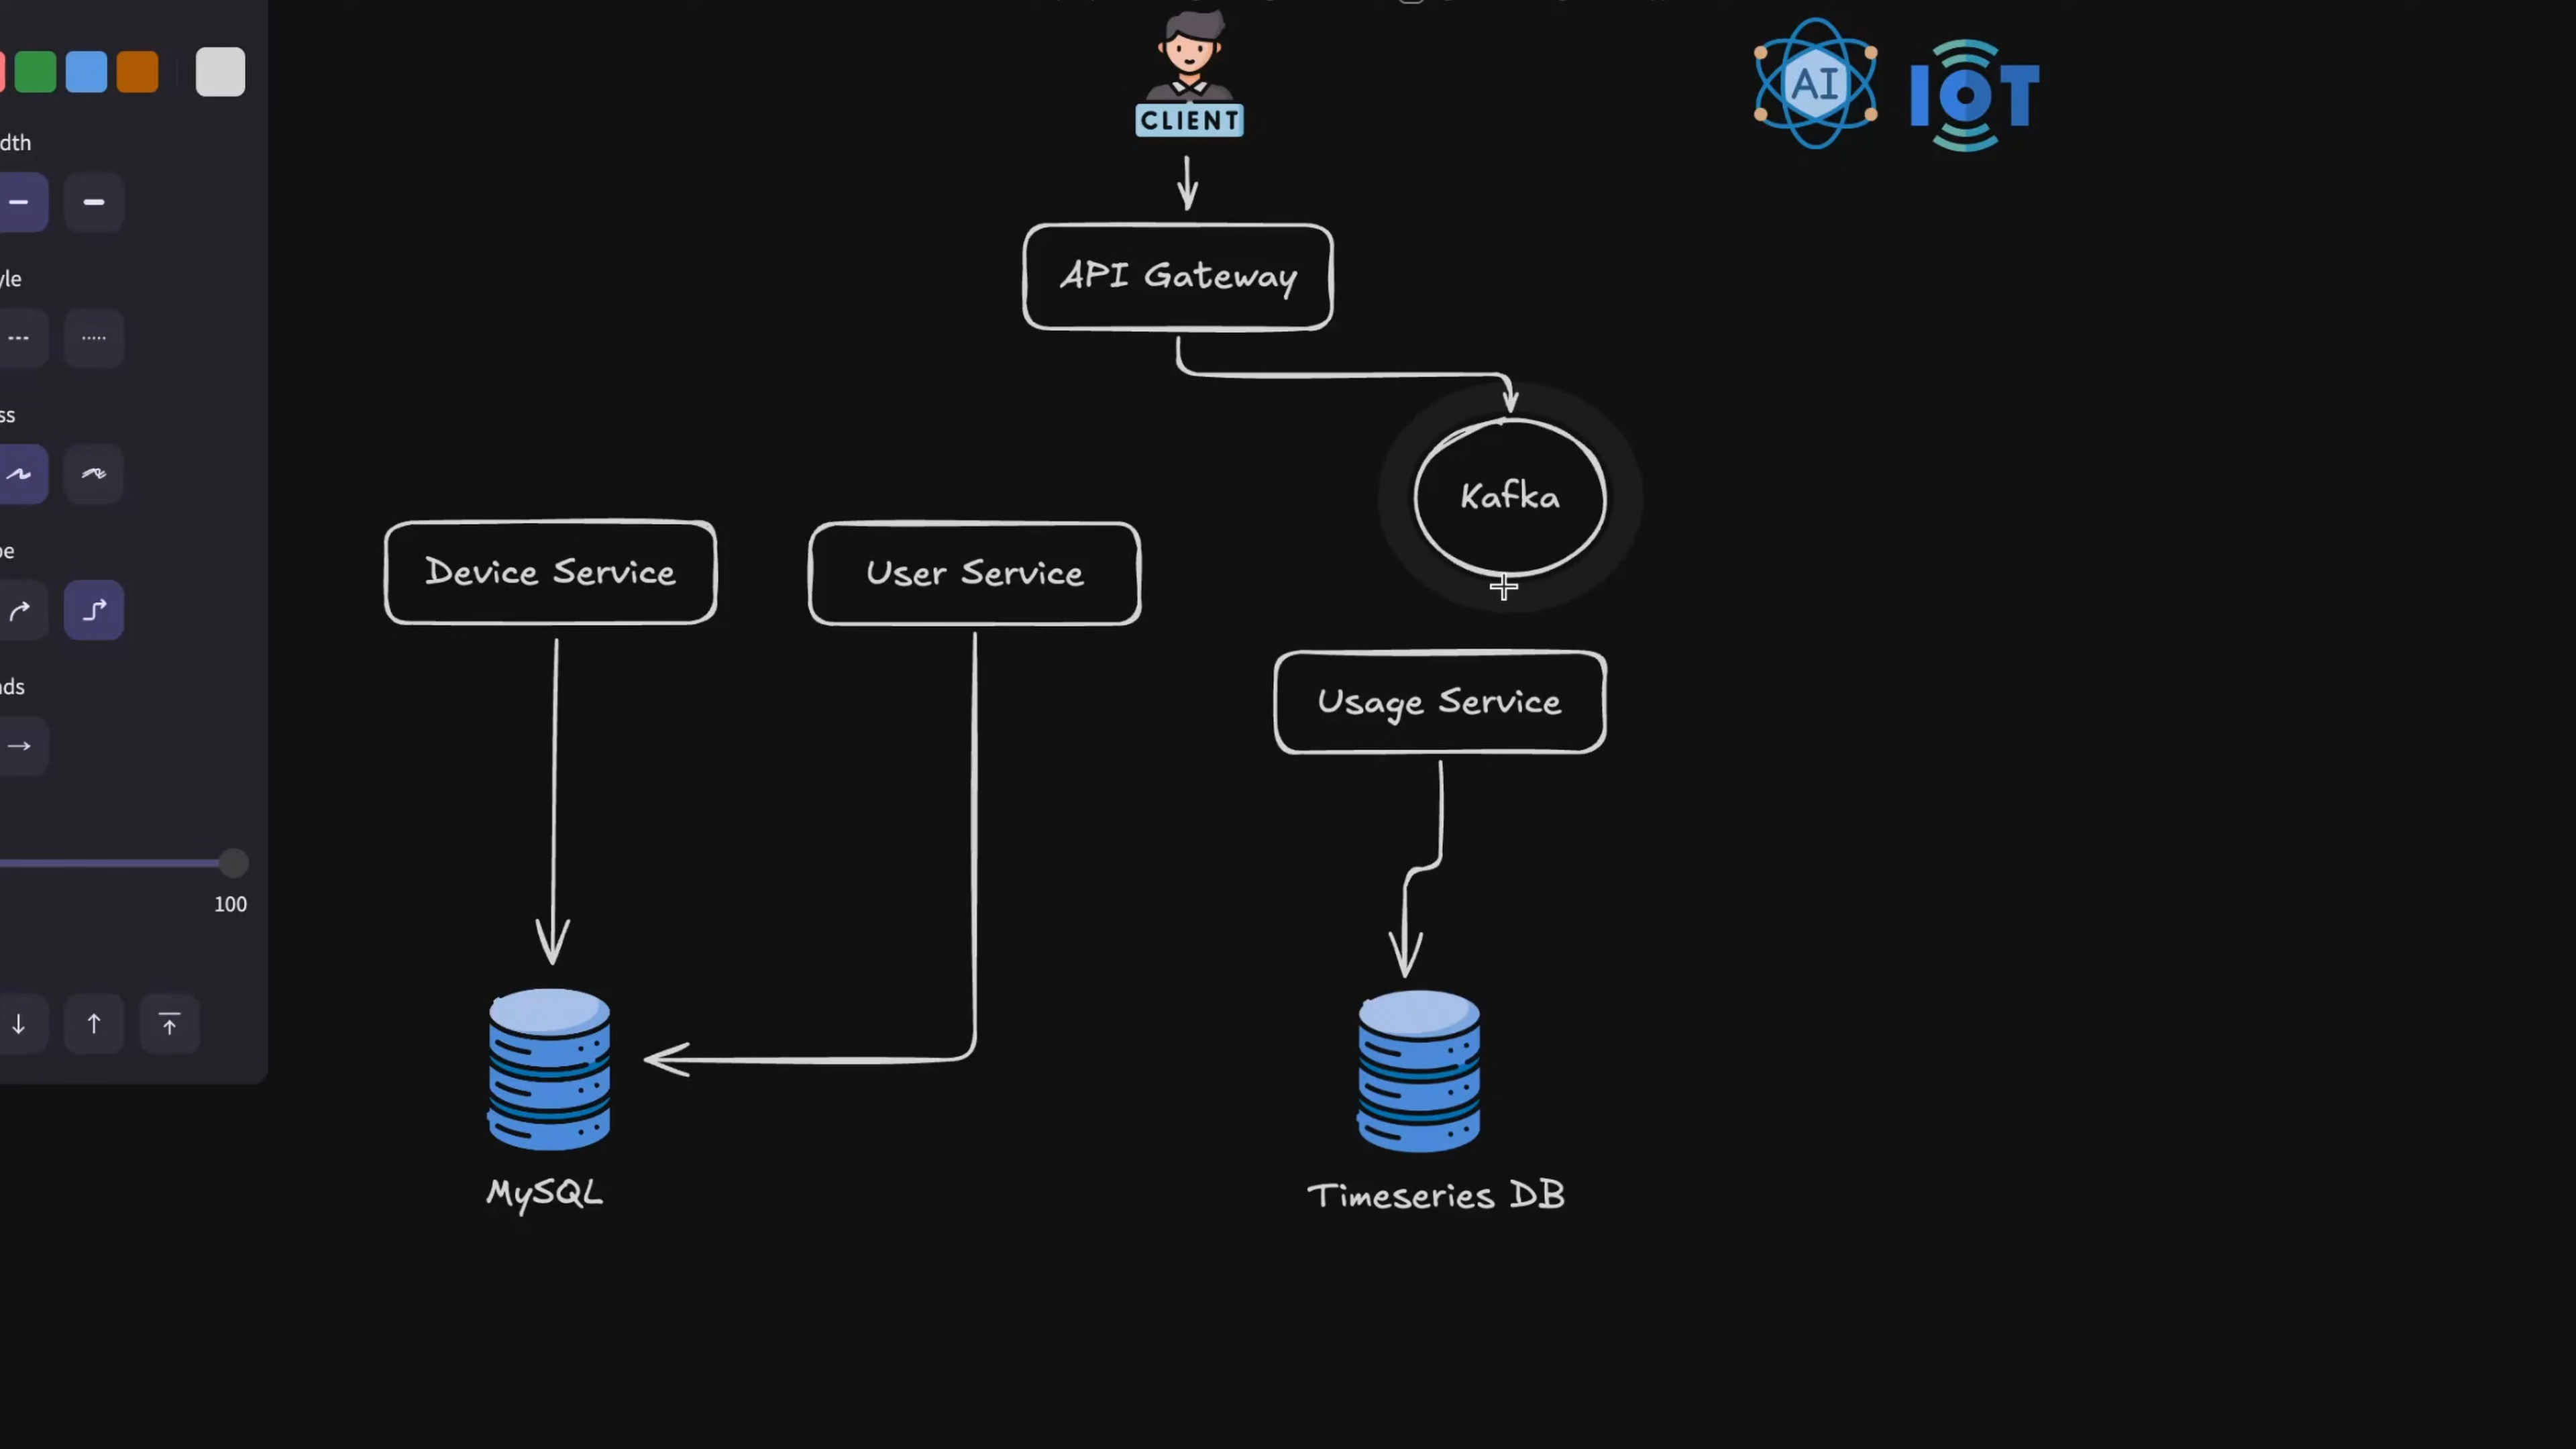 dth
yle
ss
pe
nds
100
CLIENT
AI
IoT
API Gateway
Kafka
Device Service
User Service
Usage Service
MySQL
Timeseries DB